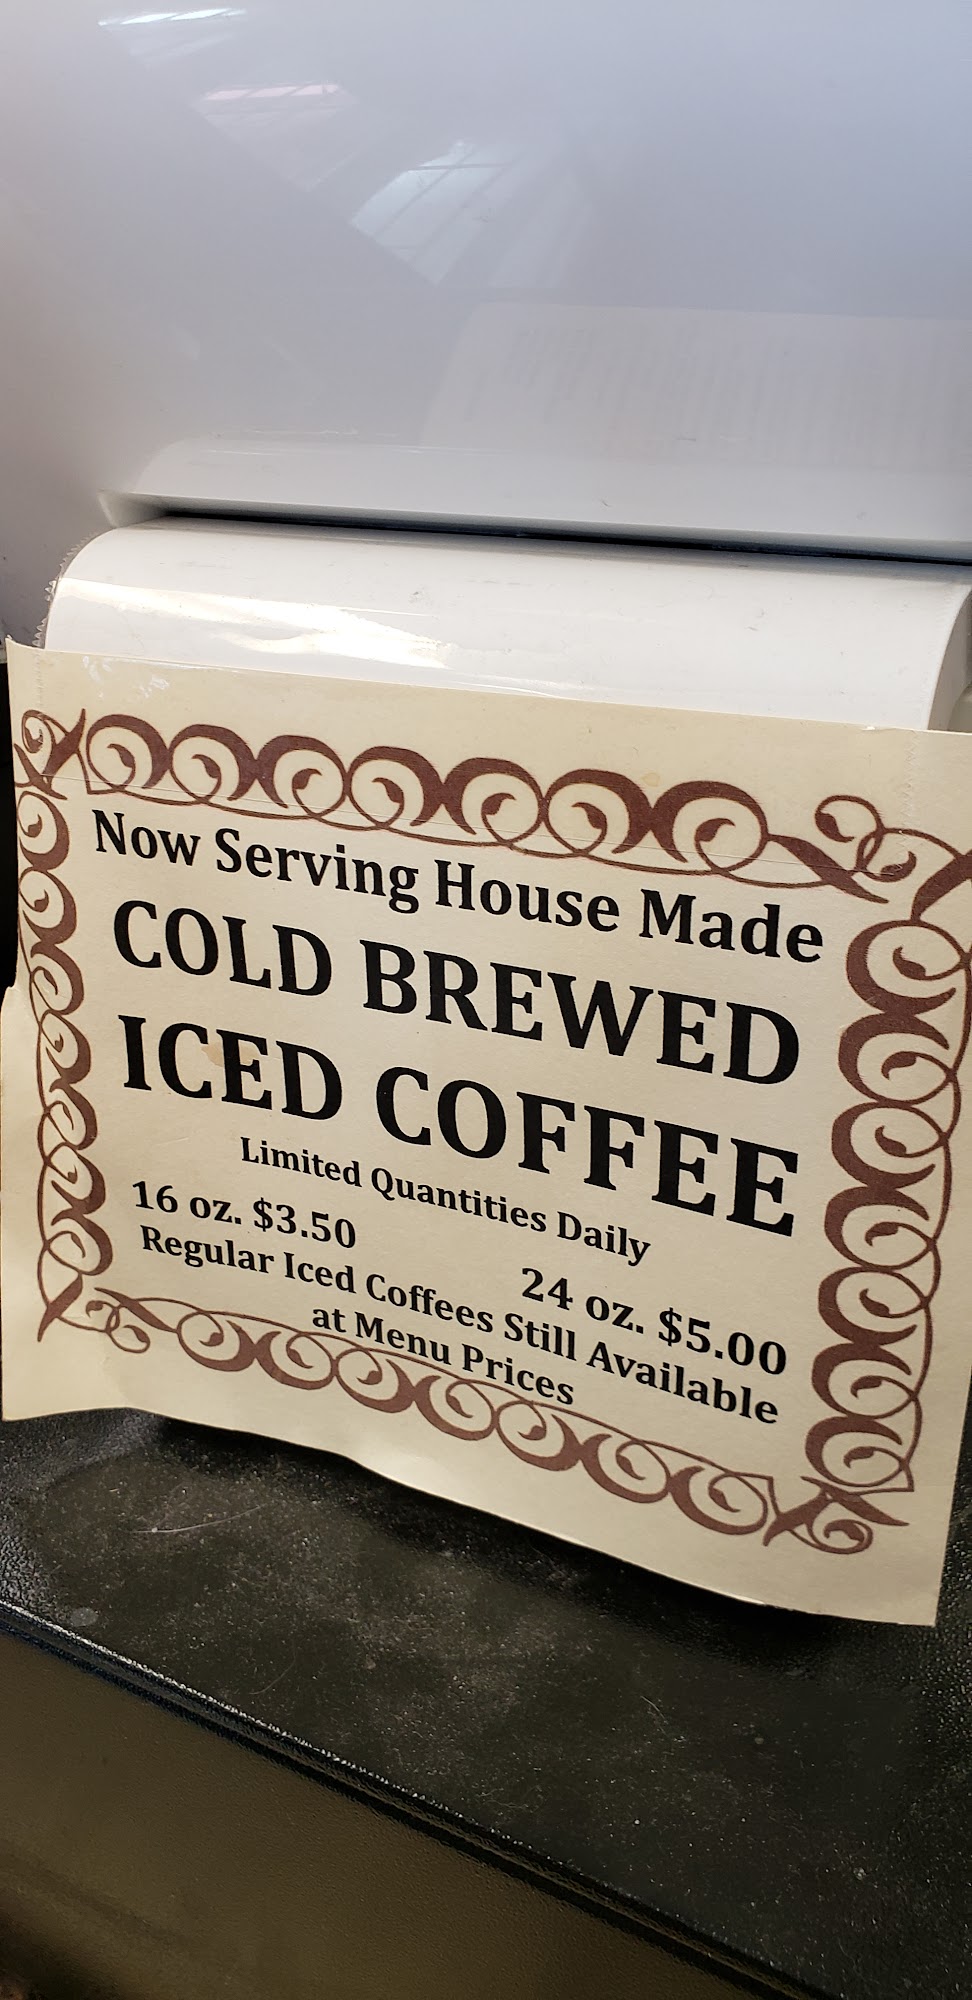 Now Serving House Made
COLD BREWED
ICED COFFEE
Limited Quantities Daily
16 oz. $3.50 24 oz. $5.00
Regular Iced Coffees Still Available
at Menu Prices